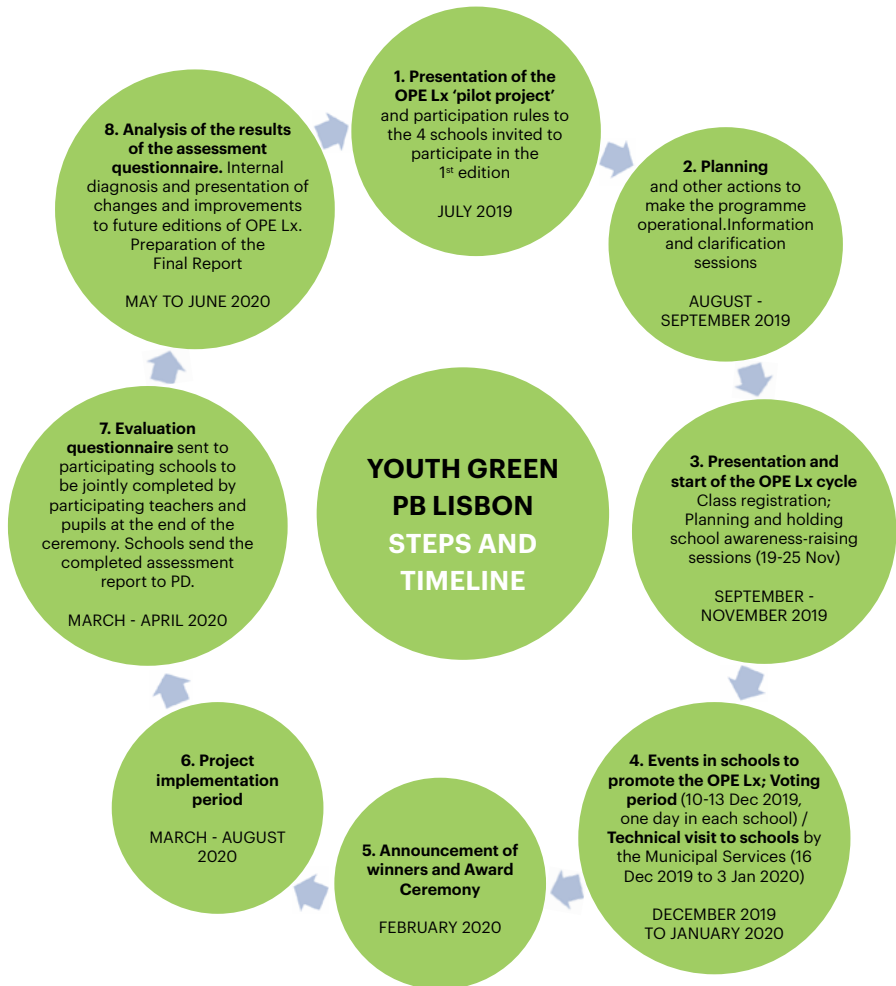 YOUTH GREEN
PB LISBON
STEPS AND
TIMELINE
1. Presentation of the
OPE Lx ‘pilot project’
and participation rules to
the 4 schools invited to
participate in the
1st edition
JULY 2019
2. Planning
and other actions to
make the programme
operational.Information
and clarification
sessions
AUGUST -
SEPTEMBER 2019
3. Presentation and
start of the OPE Lx cycle
Class registration;
Planning and holding
school awareness-raising
sessions (19-25 Nov)
SEPTEMBER -
NOVEMBER 2019
4. Events in schools to
promote the OPE Lx; Voting
period (10-13 Dec 2019,
one day in each school) /
Technical visit to schools by
the Municipal Services (16
Dec 2019 to 3 Jan 2020)
DECEMBER 2019
TO JANUARY 2020
5. Announcement of
winners and Award
Ceremony
FEBRUARY 2020
6. Project
implementation
period
MARCH - AUGUST
2020
7. Evaluation
questionnaire sent to
participating schools to
be jointly completed by
participating teachers and
pupils at the end of the
ceremony. Schools send the
completed assessment
report to PD.
MARCH - APRIL 2020
8. Analysis of the results
of the assessment
questionnaire. Internal
diagnosis and presentation of
changes and improvements
to future editions of OPE Lx.
Preparation of the
Final Report
MAY TO JUNE 2020